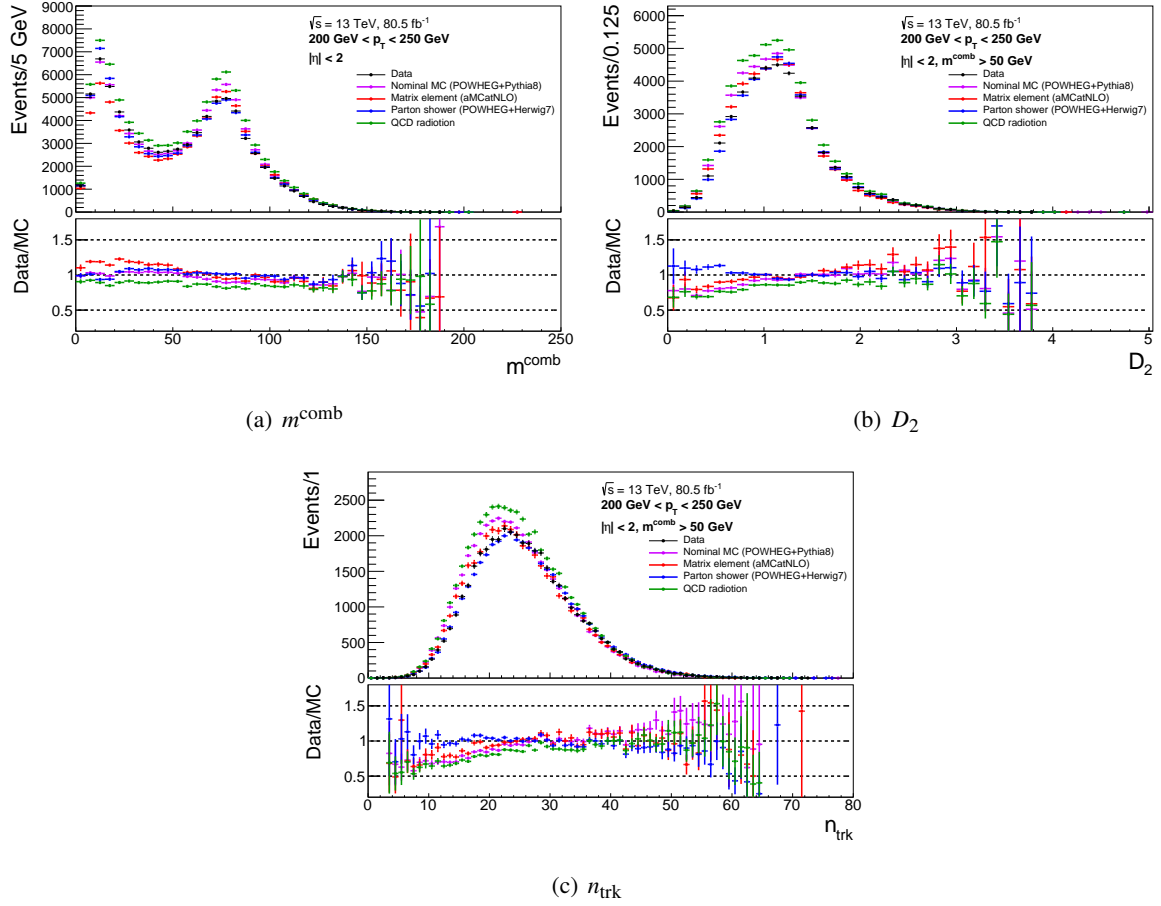 Events/5 GeV
9000
8000
7000
6000
5000
4000
3000
2000
1000
0
√s = 13 TeV, 80.5 fb⁻¹
200 GeV < p_T < 250 GeV
|η| < 2
Data
Nominal MC (POWHEG+Pythia8)
Matrix element (aMCatNLO)
Parton shower (POWHEG+Herwig7)
QCD radiotion
Data/MC
1.5
1
0.5
0 50 100 150 200 250
m^comb
(a) m^comb
Events/0.125
6000
5000
4000
3000
2000
1000
0
√s = 13 TeV, 80.5 fb⁻¹
200 GeV < p_T < 250 GeV
|η| < 2, m^comb > 50 GeV
Data
Nominal MC (POWHEG+Pythia8)
Matrix element (aMCatNLO)
Parton shower (POWHEG+Herwig7)
QCD radiotion
Data/MC
1.5
1
0.5
0 1 2 3 4 5
D₂
(b) D₂
Events/1
2500
2000
1500
1000
500
0
√s = 13 TeV, 80.5 fb⁻¹
200 GeV < p_T < 250 GeV
|η| < 2, m^comb > 50 GeV
Data
Nominal MC (POWHEG+Pythia8)
Matrix element (aMCatNLO)
Parton shower (POWHEG+Herwig7)
QCD radiotion
Data/MC
1.5
1
0.5
0 10 20 30 40 50 60 70 80
n_trk
(c) n_trk